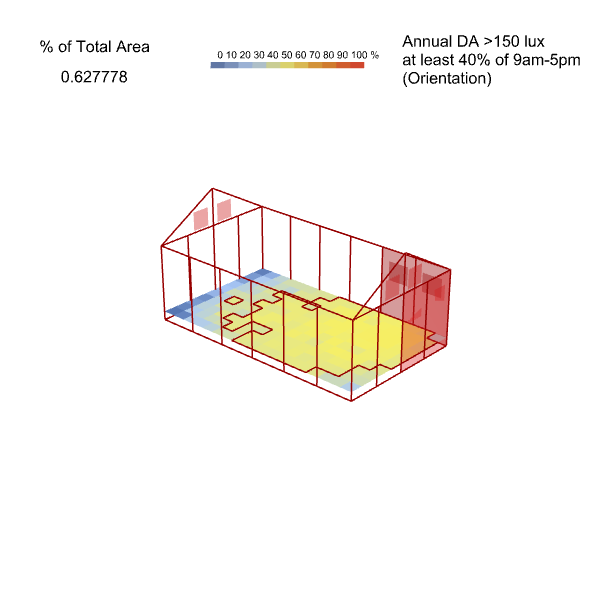 % of Total Area
0.627778
0 10 20 30 40 50 60 70 80 90 100 %
Annual DA >150 lux
at least 40% of 9am-5pm
(Orientation)